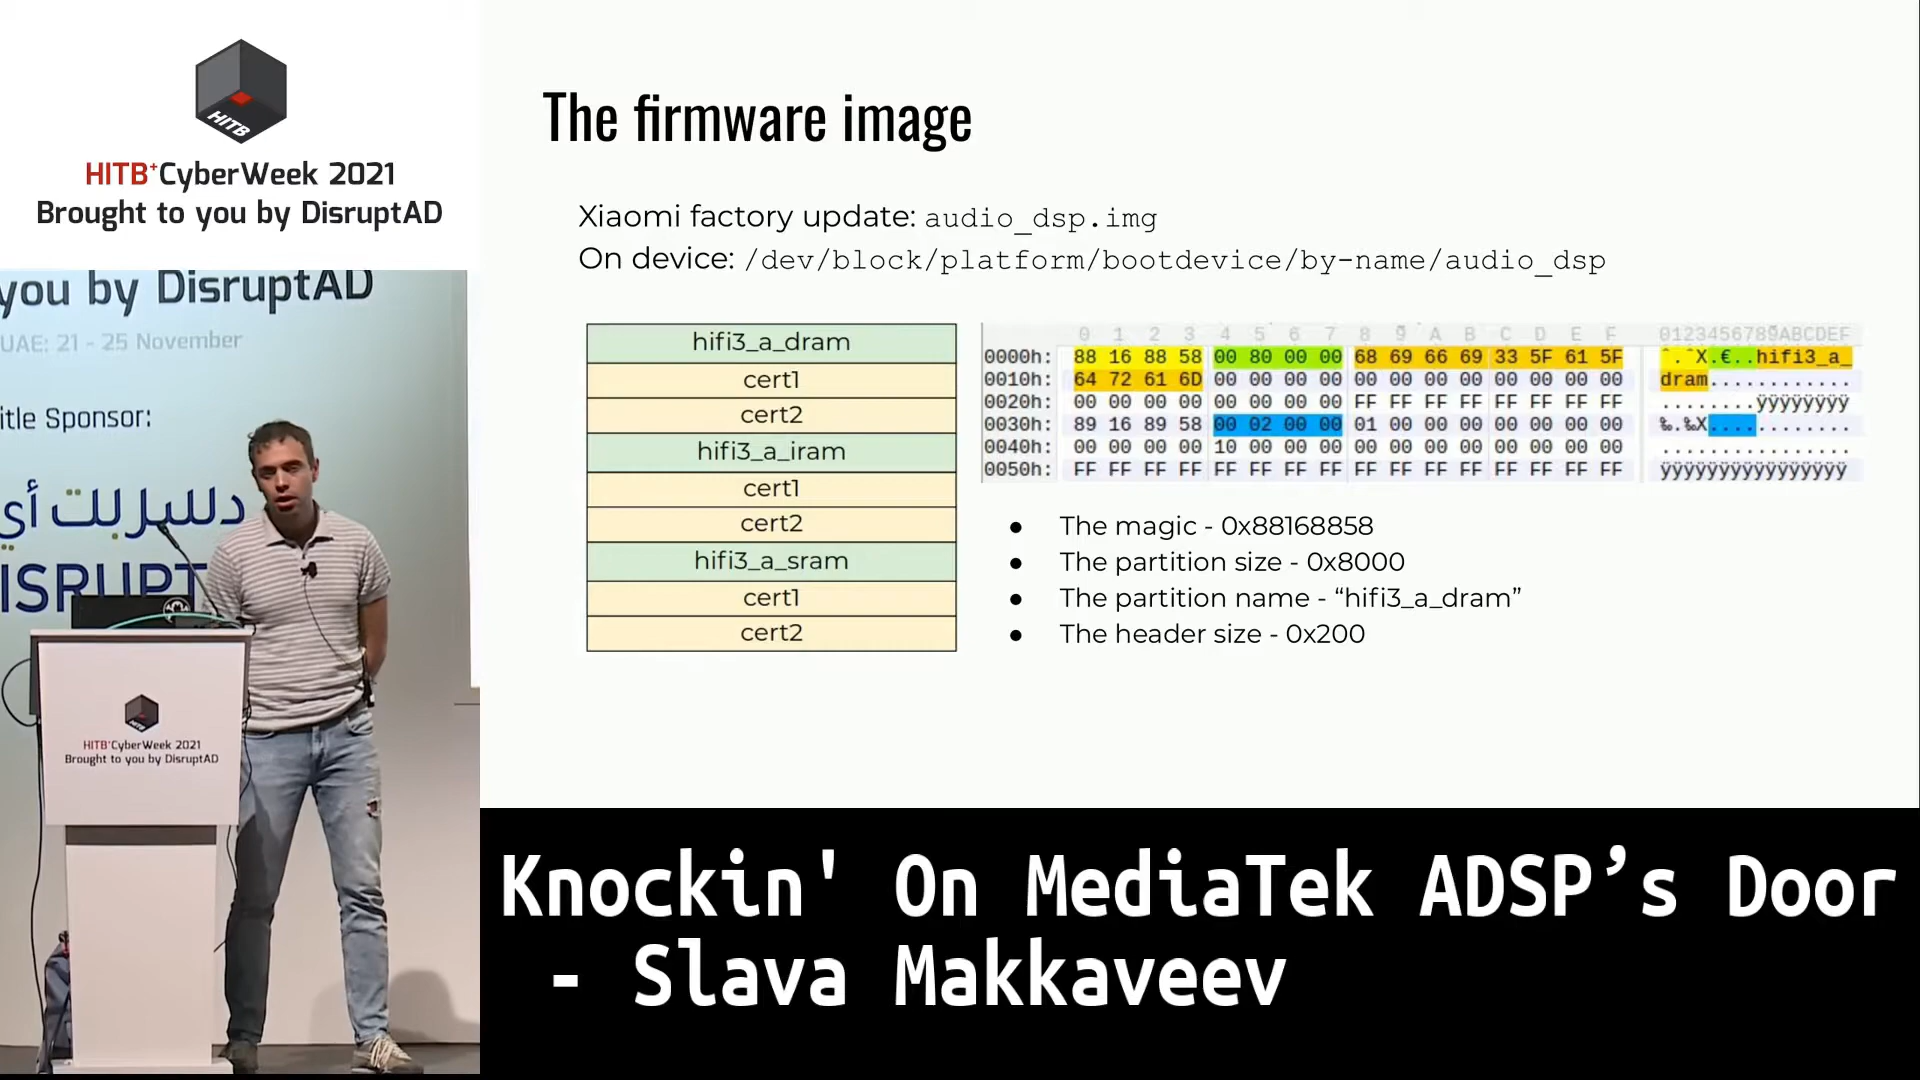 HITB
HITB+CyberWeek 2021
Brought to you by DisruptAD
you by DisruptAD
UAE: 21 - 25 November
itle Sponsor:
دسربت أي
ISRUPT
HITB
HITB+CyberWeek 2021
Brought to you by DisruptAD
The firmware image
Xiaomi factory update: audio_dsp.img
On device: /dev/block/platform/bootdevice/by-name/audio_dsp
hifi3_a_dram
cert1
cert2
hifi3_a_iram
cert1
cert2
hifi3_a_sram
cert1
cert2
0 1 2 3 4 5 6 7 8 9 A B C D E F 0123456789ABCDEF
0000h: 88 16 88 58 00 80 00 00 68 69 66 69 33 5F 61 5F ˆ.ˆX.€..hifi3_a_
0010h: 64 72 61 6D 00 00 00 00 00 00 00 00 00 00 00 00 dram............
0020h: 00 00 00 00 00 00 00 00 FF FF FF FF FF FF FF FF ........ÿÿÿÿÿÿÿÿ
0030h: 89 16 89 58 00 02 00 00 01 00 00 00 00 00 00 00 ‰.‰X............
0040h: 00 00 00 00 10 00 00 00 00 00 00 00 00 00 00 00 ................
0050h: FF FF FF FF FF FF FF FF FF FF FF FF FF FF FF FF ÿÿÿÿÿÿÿÿÿÿÿÿÿÿÿÿ
● The magic - 0x88168858
● The partition size - 0x8000
● The partition name - “hifi3_a_dram”
● The header size - 0x200
Knockin' On MediaTek ADSP’s Door
- Slava Makkaveev